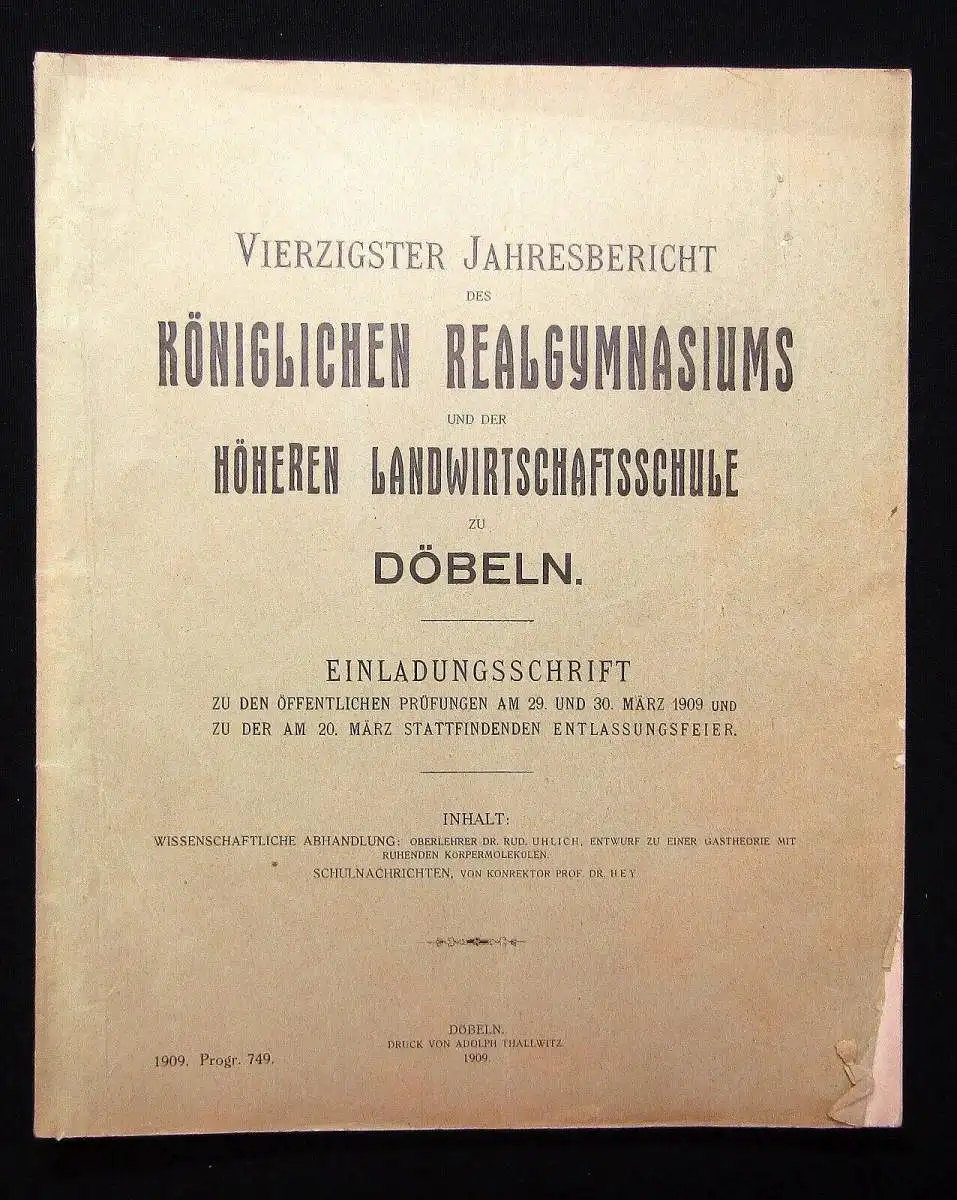 VIERZIGSTER JAHRESBERICHT
DES
KÖNIGLICHEN REALGYMNASIUMS
UND DER
HÖHEREN LANDWIRTSCHAFTSSCHULE
ZU
DÖBELN.
EINLADUNGSSCHRIFT
ZU DEN ÖFFENTLICHEN PRÜFUNGEN AM 29. UND 30. MÄRZ 1909 UND
ZU DER AM 20. MÄRZ STATTFINDENDEN ENTLASSUNGSFEIER.
INHALT:
WISSENSCHAFTLICHE ABHANDLUNG: OBERLEHRER DR. RUD. UHLICH, ENTWURF ZU EINER GASTHEORIE MIT
RUHENDEN KÖRPERMOLEKÜLEN.
SCHULNACHRICHTEN, VON KONREKTOR PROF. DR. HEY
DÖBELN.
DRUCK VON ADOLPH THALLWITZ.
1909.
1909. Progr. 749.